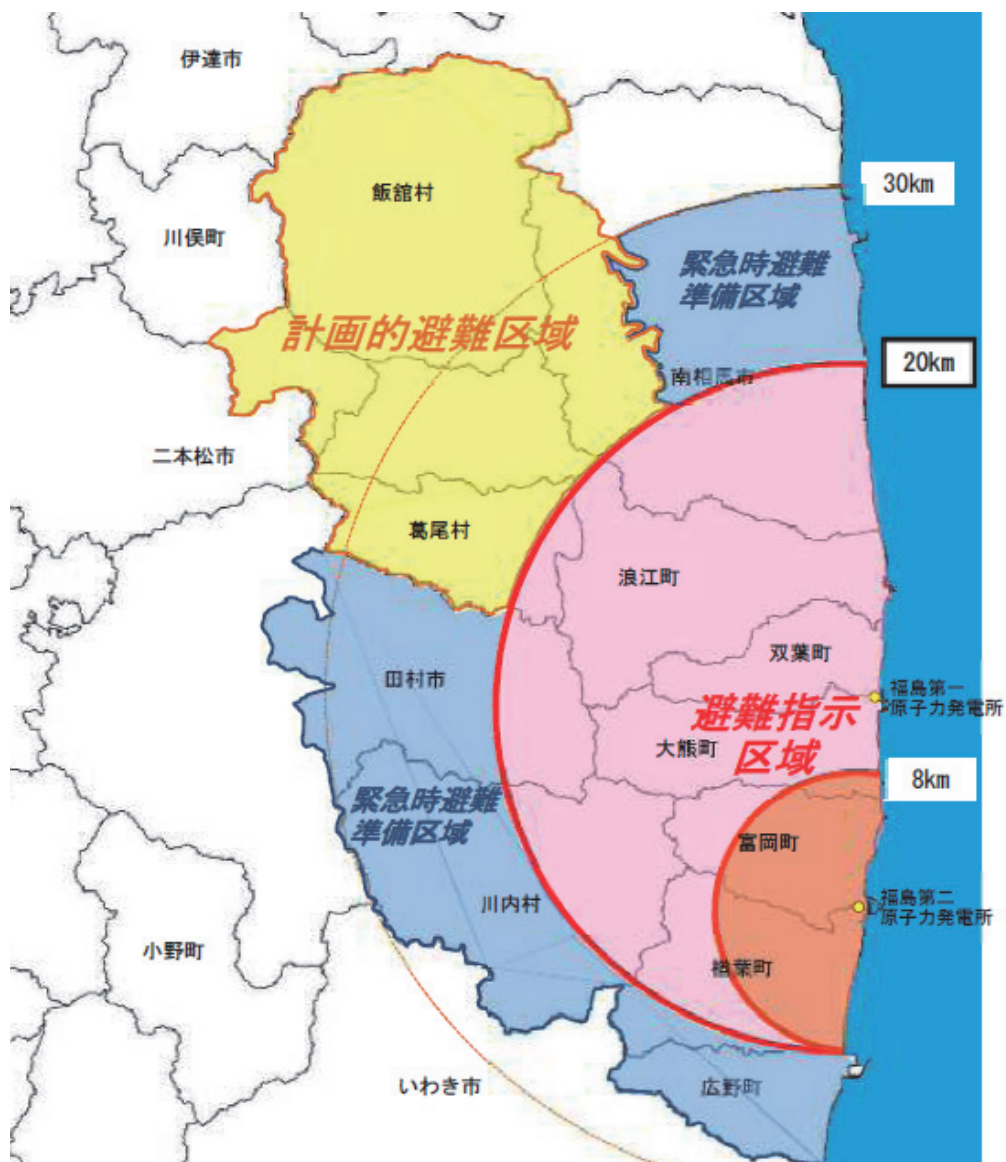 伊達市
飯舘村
30km
川俣町
緊急時避難
準備区域
計画的避難区域
20km
南相馬市
二本松市
葛尾村
浪江町
双葉町
田村市
福島第一
原子力発電所
避難指示
区域
大熊町
8km
緊急時避難
準備区域
富岡町
川内村
福島第二
原子力発電所
小野町
楢葉町
いわき市
広野町